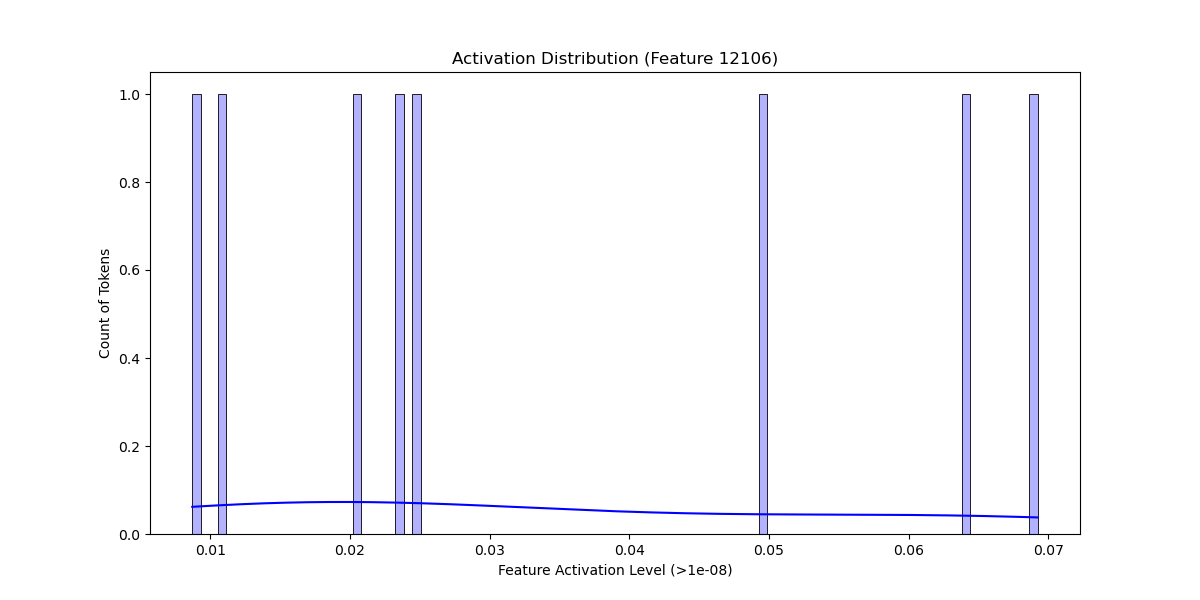 Activation Distribution (Feature 12106)
Count of Tokens
1.0
0.8
0.6
0.4
0.2
0.0
0.01 0.02 0.03 0.04 0.05 0.06 0.07
Feature Activation Level (>1e-08)